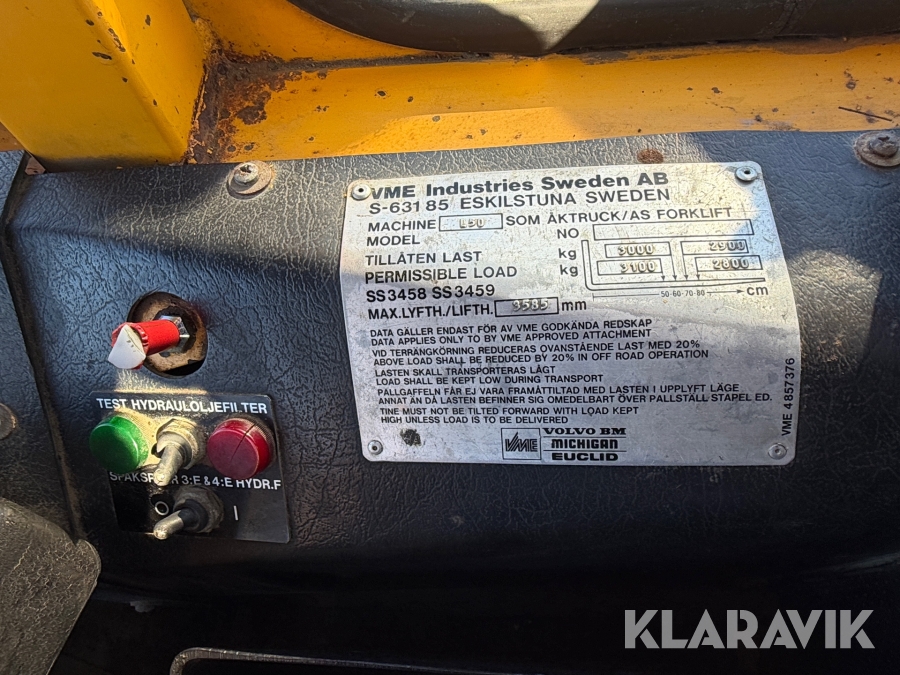 VME Industries Sweden AB
S-631 85 ESKILSTUNA SWEDEN
MACHINE L50 SOM ÅKTRUCK/AS FORKLIFT
MODEL NO
TILLÅTEN LAST kg 3000 2900
PERMISSIBLE LOAD kg 3100 2800
SS3458 SS3459 50-60-70-80 cm
MAX.LYFTH./LIFTH. 3585 mm
DATA GÄLLER ENDAST FÖR AV VME GODKÄNDA REDSKAP
DATA APPLIES ONLY TO BY VME APPROVED ATTACHMENT
VID TERRÄNGKÖRNING REDUCERAS OVANSTÅENDE LAST MED 20%
ABOVE LOAD SHALL BE REDUCED BY 20% IN OFF ROAD OPERATION
LASTEN SKALL TRANSPORTERAS LÅGT
LOAD SHALL BE KEPT LOW DURING TRANSPORT
PALLGAFFELN FÅR EJ VARA FRAMÅTTILTAD MED LASTEN I UPPLYFT LÄGE
ANNAT ÄN DÅ LASTEN BEFINNER SIG OMEDELBART ÖVER PALLSTÄLL STAPEL ED.
TINE MUST NOT BE TILTED FORWARD WITH LOAD KEPT
HIGH UNLESS LOAD IS TO BE DELIVERED
VME VOLVO BM
MICHIGAN
EUCLID
VME 4857376
TEST HYDRAULOLJEFILTER
3:E & 4:E HYDR.F
I
KLARAVIK